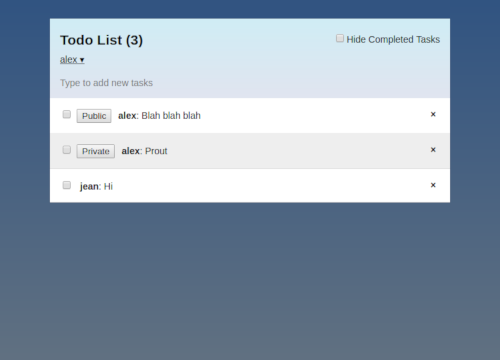 Todo List (3)
Hide Completed Tasks
alex ▾
Type to add new tasks
Public alex: Blah blah blah ×
Private alex: Prout ×
jean: Hi ×